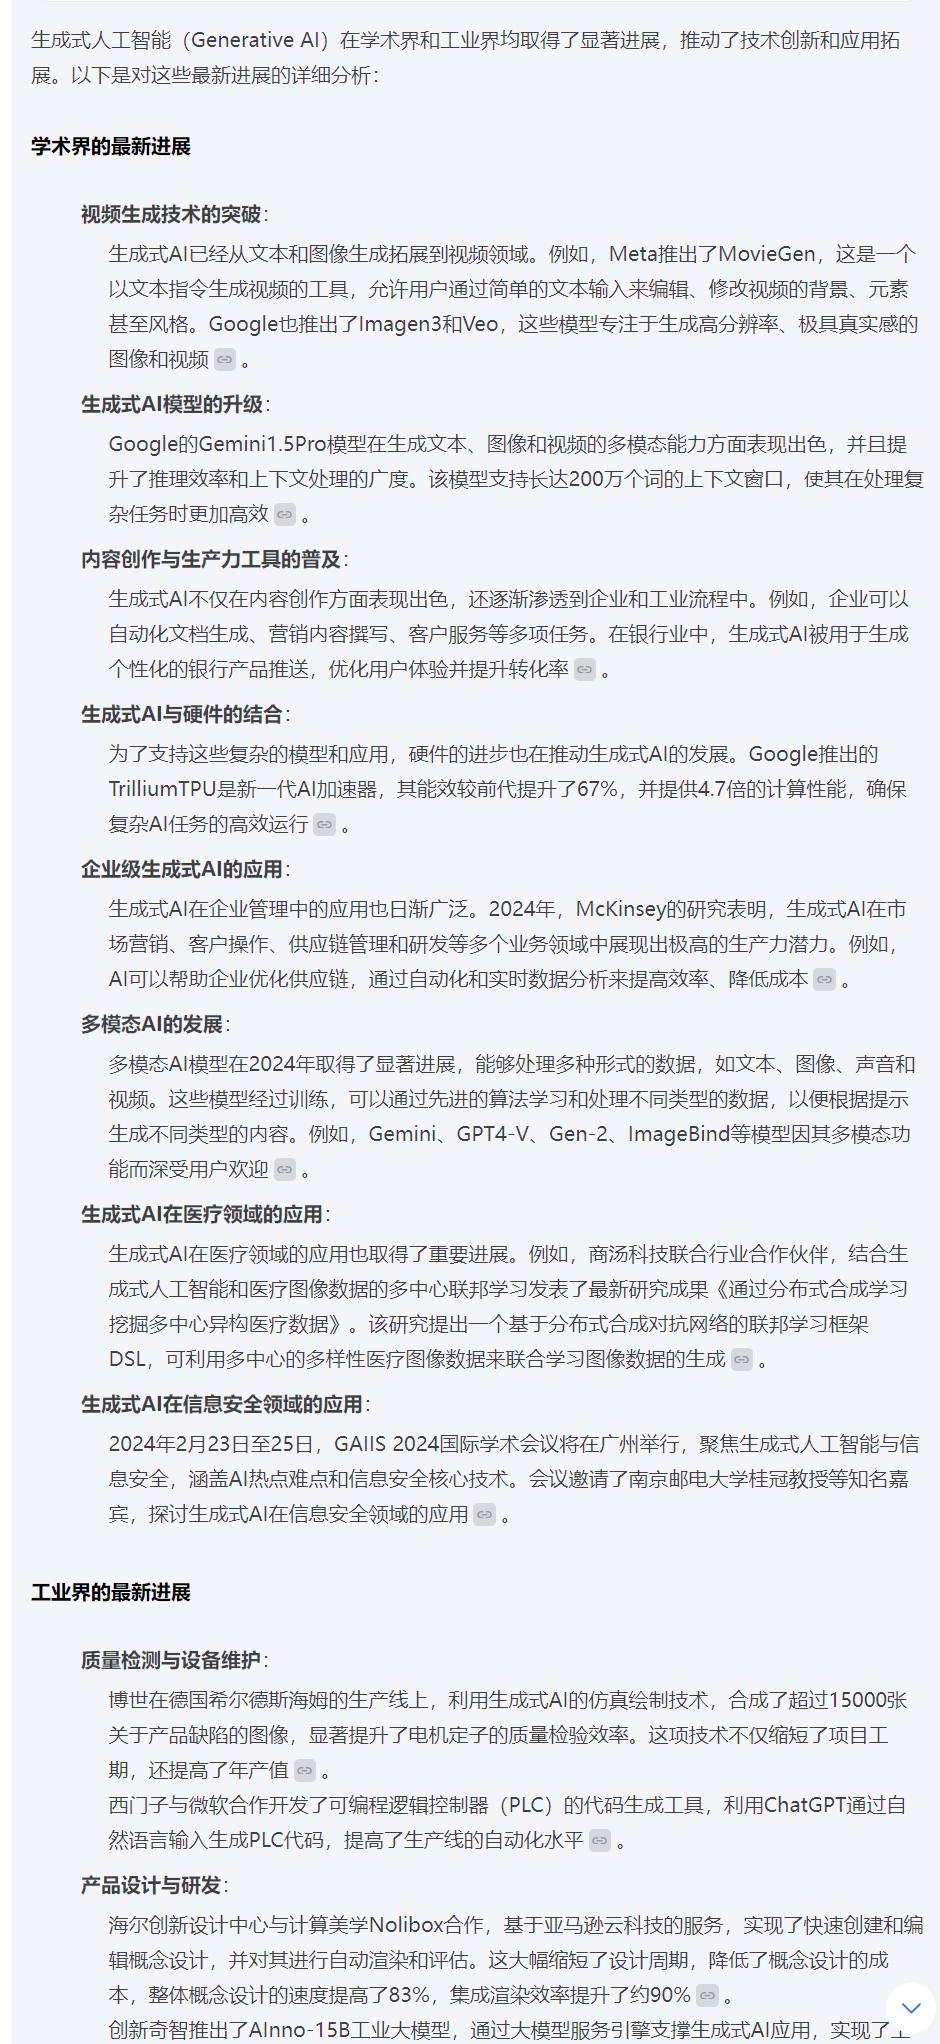 生成式人工智能（Generative AI）在学术界和工业界均取得了显著进展，推动了技术创新和应用拓
展。以下是对这些最新进展的详细分析：
学术界的最新进展
视频生成技术的突破：
生成式AI已经从文本和图像生成拓展到视频领域。例如，Meta推出了MovieGen，这是一个
以文本指令生成视频的工具，允许用户通过简单的文本输入来编辑、修改视频的背景、元素
甚至风格。Google也推出了Imagen3和Veo，这些模型专注于生成高分辨率、极具真实感的
图像和视频。
生成式AI模型的升级：
Google的Gemini1.5Pro模型在生成文本、图像和视频的多模态能力方面表现出色，并且提
升了推理效率和上下文处理的广度。该模型支持长达200万个词的上下文窗口，使其在处理复
杂任务时更加高效。
内容创作与生产力工具的普及：
生成式AI不仅在内容创作方面表现出色，还逐渐渗透到企业和工业流程中。例如，企业可以
自动化文档生成、营销内容撰写、客户服务等多项任务。在银行业中，生成式AI被用于生成
个性化的银行产品推送，优化用户体验并提升转化率。
生成式AI与硬件的结合：
为了支持这些复杂的模型和应用，硬件的进步也在推动生成式AI的发展。Google推出的
TrilliumTPU是新一代AI加速器，其能效较前代提升了67%，并提供4.7倍的计算性能，确保
复杂AI任务的高效运行。
企业级生成式AI的应用：
生成式AI在企业管理中的应用也日渐广泛。2024年，McKinsey的研究表明，生成式AI在市
场营销、客户操作、供应链管理和研发等多个业务领域中展现出极高的生产力潜力。例如，
AI可以帮助企业优化供应链，通过自动化和实时数据分析来提高效率、降低成本。
多模态AI的发展：
多模态AI模型在2024年取得了显著进展，能够处理多种形式的数据，如文本、图像、声音和
视频。这些模型经过训练，可以通过先进的算法学习和处理不同类型的数据，以便根据提示
生成不同类型的内容。例如，Gemini、GPT4-V、Gen-2、ImageBind等模型因其多模态功
能而深受用户欢迎。
生成式AI在医疗领域的应用：
生成式AI在医疗领域的应用也取得了重要进展。例如，商汤科技联合行业合作伙伴，结合生
成式人工智能和医疗图像数据的多中心联邦学习发表了最新研究成果《通过分布式合成学习
挖掘多中心异构医疗数据》。该研究提出一个基于分布式合成对抗网络的联邦学习框架
DSL，可利用多中心的多样性医疗图像数据来联合学习图像数据的生成。
生成式AI在信息安全领域的应用：
2024年2月23日至25日，GAIIS 2024国际学术会议将在广州举行，聚焦生成式人工智能与信
息安全，涵盖AI热点难点和信息安全核心技术。会议邀请了南京邮电大学桂冠教授等知名嘉
宾，探讨生成式AI在信息安全领域的应用。
工业界的最新进展
质量检测与设备维护：
博世在德国希尔德斯海姆的生产线上，利用生成式AI的仿真绘制技术，合成了超过15000张
关于产品缺陷的图像，显著提升了电机定子的质量检验效率。这项技术不仅缩短了项目工
期，还提高了年产值。
西门子与微软合作开发了可编程逻辑控制器（PLC）的代码生成工具，利用ChatGPT通过自
然语言输入生成PLC代码，提高了生产线的自动化水平。
产品设计与研发：
海尔创新设计中心与计算美学Nolibox合作，基于亚马逊云科技的服务，实现了快速创建和编
辑概念设计，并对其进行自动渲染和评估。这大幅缩短了设计周期，降低了概念设计的成
本，整体概念设计的速度提高了83%，集成渲染效率提升了约90%。
创新奇智推出了AInno-15B工业大模型，通过大模型服务引擎支撑生成式AI应用，实现了